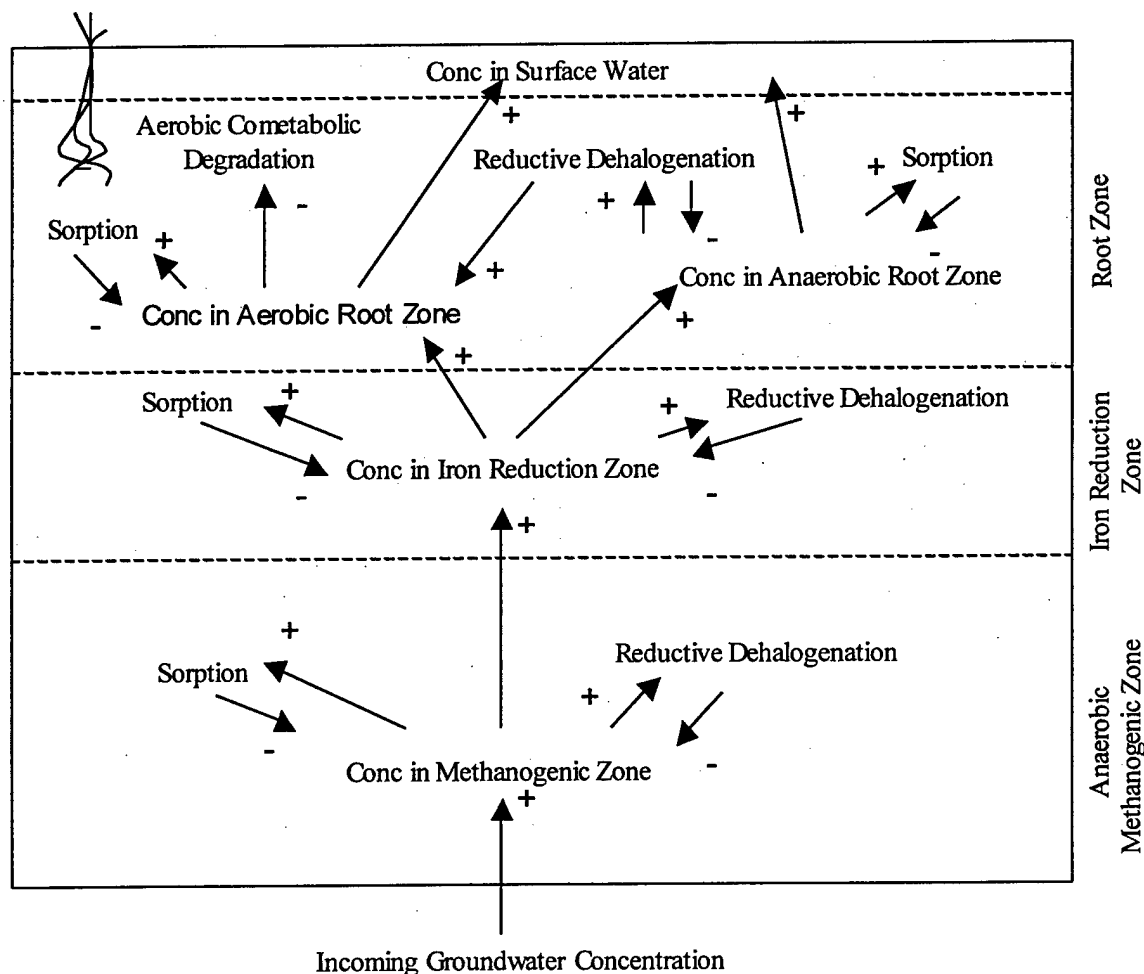 Conc in Surface Water
+
+
Aerobic Cometabolic
Degradation
Reductive Dehalogenation
Sorption
+
+
-
-
-
Sorption
+
-
+
Conc in Aerobic Root Zone
Conc in Anaerobic Root Zone
+
+
Root Zone
Sorption
+
-
Reductive Dehalogenation
+
-
Conc in Iron Reduction Zone
+
Iron Reduction
Zone
Sorption
+
-
Reductive Dehalogenation
+
-
Conc in Methanogenic Zone
+
Anaerobic
Methanogenic Zone
Incoming Groundwater Concentration